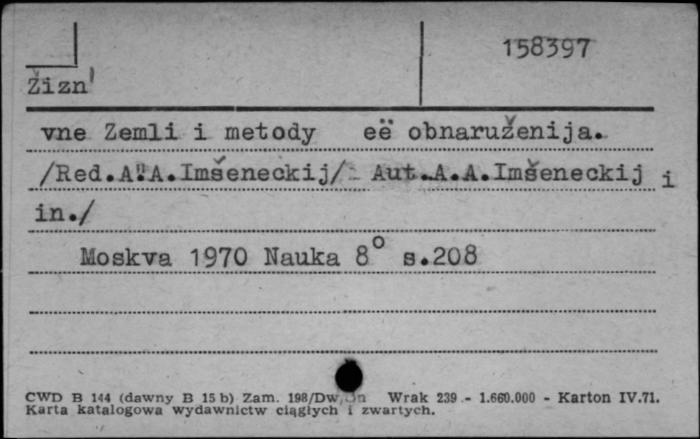 158397
Žizn'
vne Zemli i metody eë obnaruženija.
/Red.A.A.Imšeneckij/ Aut.A.A.Imšeneckij i
in./
Moskva 1970 Nauka 8° s.208
CWD B 144 (dawny B 15 b) Zam. 198/Dw Wrak 239 - 1.660.000 - Karton IV.71.
Karta katalogowa wydawnictw ciągłych i zwartych.